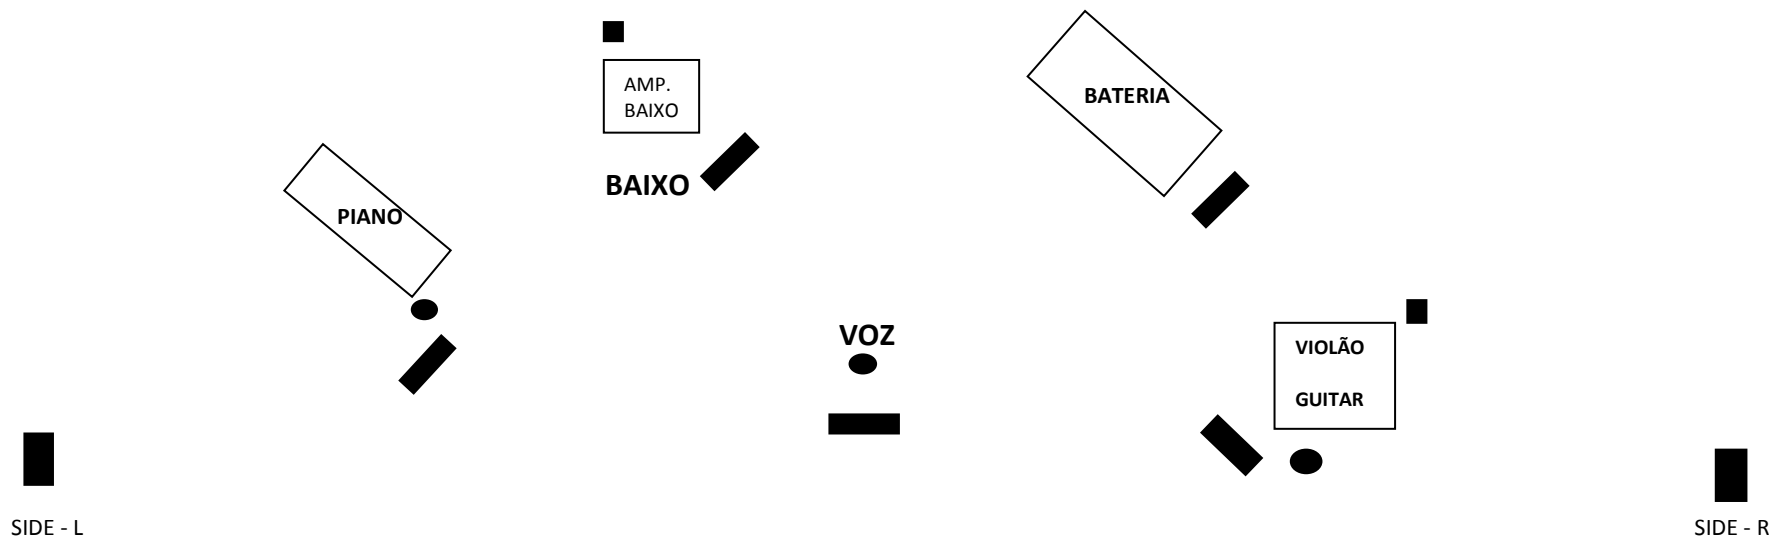 AMP.
BAIXO
BATERIA
BAIXO
PIANO
VOZ
VIOLÃO
GUITAR
SIDE - L
SIDE - R